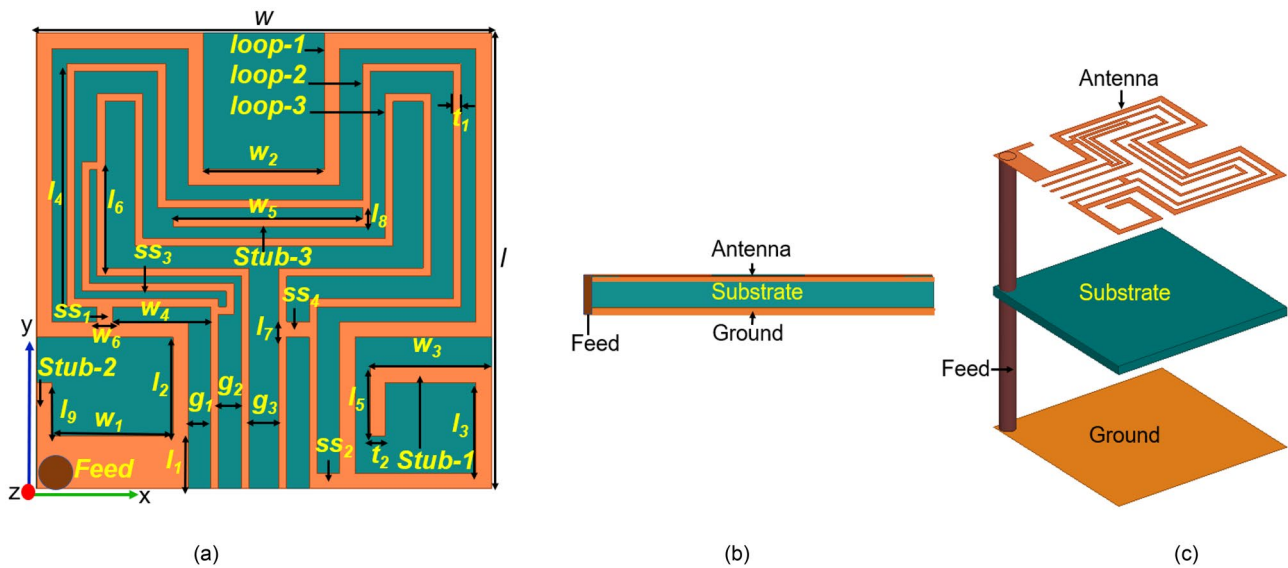 w
loop-1
loop-2
loop-3
t1
w2
l4
l6
w5
l8
Stub-3
l
ss3
ss4
ss1
w4
w6
l7
y
w3
Stub-2
l2
l5
g1
g2
g3
l9
w1
l3
l1
ss2
t2
Stub-1
Feed
z
x
(a)
Antenna
Substrate
Ground
Feed
(b)
Antenna
Substrate
Feed
Ground
(c)